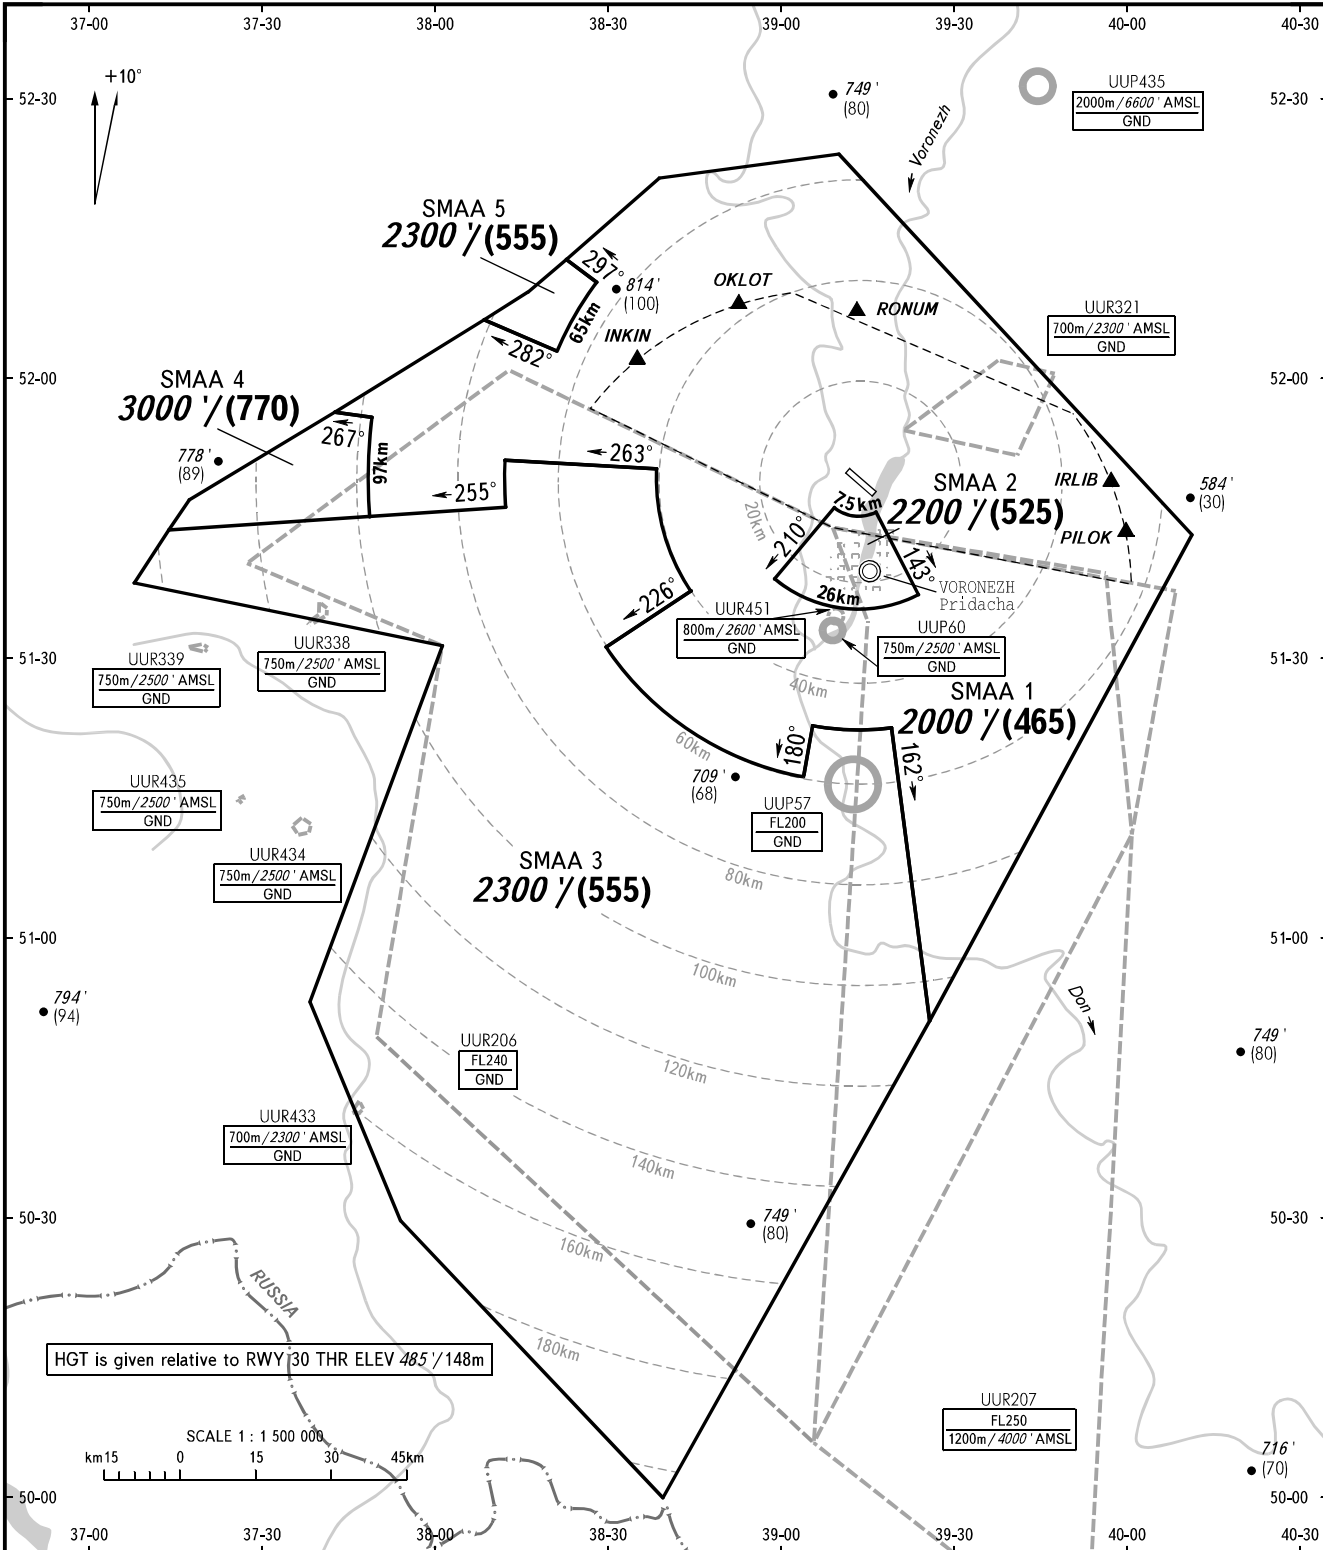 37-00 37-30 38-00 38-30 39-00 39-30 40-00 40-30
+10°
52-30
749'
(80)
UUP435
2000m/6600' AMSL
GND
52-30
Voronezh
SMAA 5
2300'/(555)
297°
814'
(100)
65km
282°
OKLOT
RONUM
INKIN
UUR321
700m/2300' AMSL
GND
52-00
52-00
SMAA 4
3000'/(770)
267°
778'
(89)
97km
263°
255°
SMAA 2
2200'/(525)
IRLIB
584'
(30)
7.5km
20km
210°
143°
PILOK
26km
VORONEZH
Pridacha
226°
UUR451
800m/2600' AMSL
GND
UUP60
750m/2500' AMSL
GND
UUR338
750m/2500' AMSL
GND
UUR339
750m/2500' AMSL
GND
51-30
51-30
40km
SMAA 1
2000'/(465)
60km
180°
162°
709'
(68)
UUR435
750m/2500' AMSL
GND
UUP57
FL200
GND
UUR434
750m/2500' AMSL
GND
SMAA 3
2300'/(555)
80km
51-00
51-00
100km
794'
(94)
Don
UUR206
FL240
GND
120km
749'
(80)
UUR433
700m/2300' AMSL
GND
140km
50-30
749'
(80)
50-30
160km
RUSSIA
180km
HGT is given relative to RWY 30 THR ELEV 485'/148m
UUR207
FL250
1200m/4000' AMSL
SCALE 1 : 1 500 000
km15 0 15 30 45km
716'
(70)
50-00
50-00
37-00 37-30 38-00 38-30 39-00 39-30 40-00 40-30